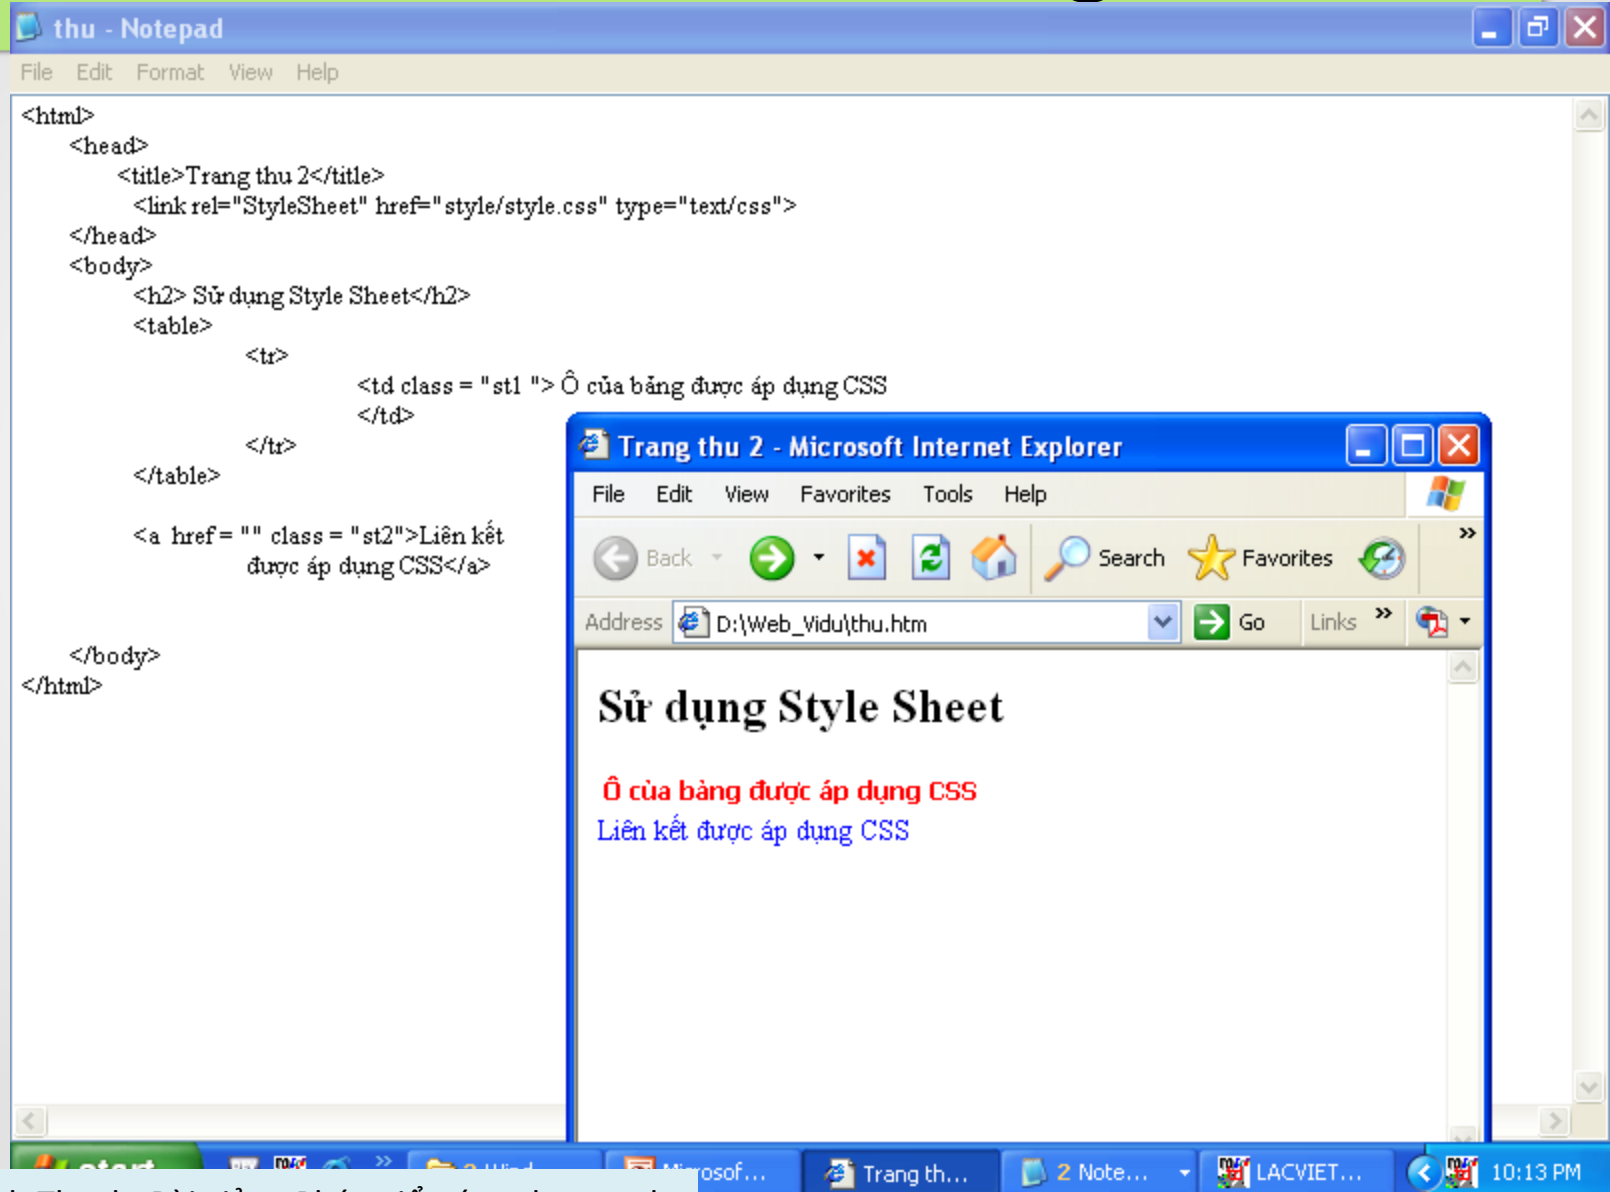 thu - Notepad
File Edit Format View Help
<html>
<head>
<title>Trang thu 2</title>
<link rel="StyleSheet" href="style/style.css" type="text/css">
</head>
<body>
<h2> Sử dụng Style Sheet</h2>
<table>
<tr>
<td class = "st1 "> Ô của bảng được áp dụng CSS
</td>
</tr>
</table>
<a href = "" class = "st2">Liên kết
được áp dụng CSS</a>
</body>
</html>
Trang thu 2 - Microsoft Internet Explorer
File Edit View Favorites Tools Help
Back Search Favorites »
Address D:\Web_Vidu\thu.htm Go Links »
Sử dụng Style Sheet
Ô của bảng được áp dụng CSS
Liên kết được áp dụng CSS
start » Microsof... Trang th... 2 Note... LACVIET... 10:13 PM